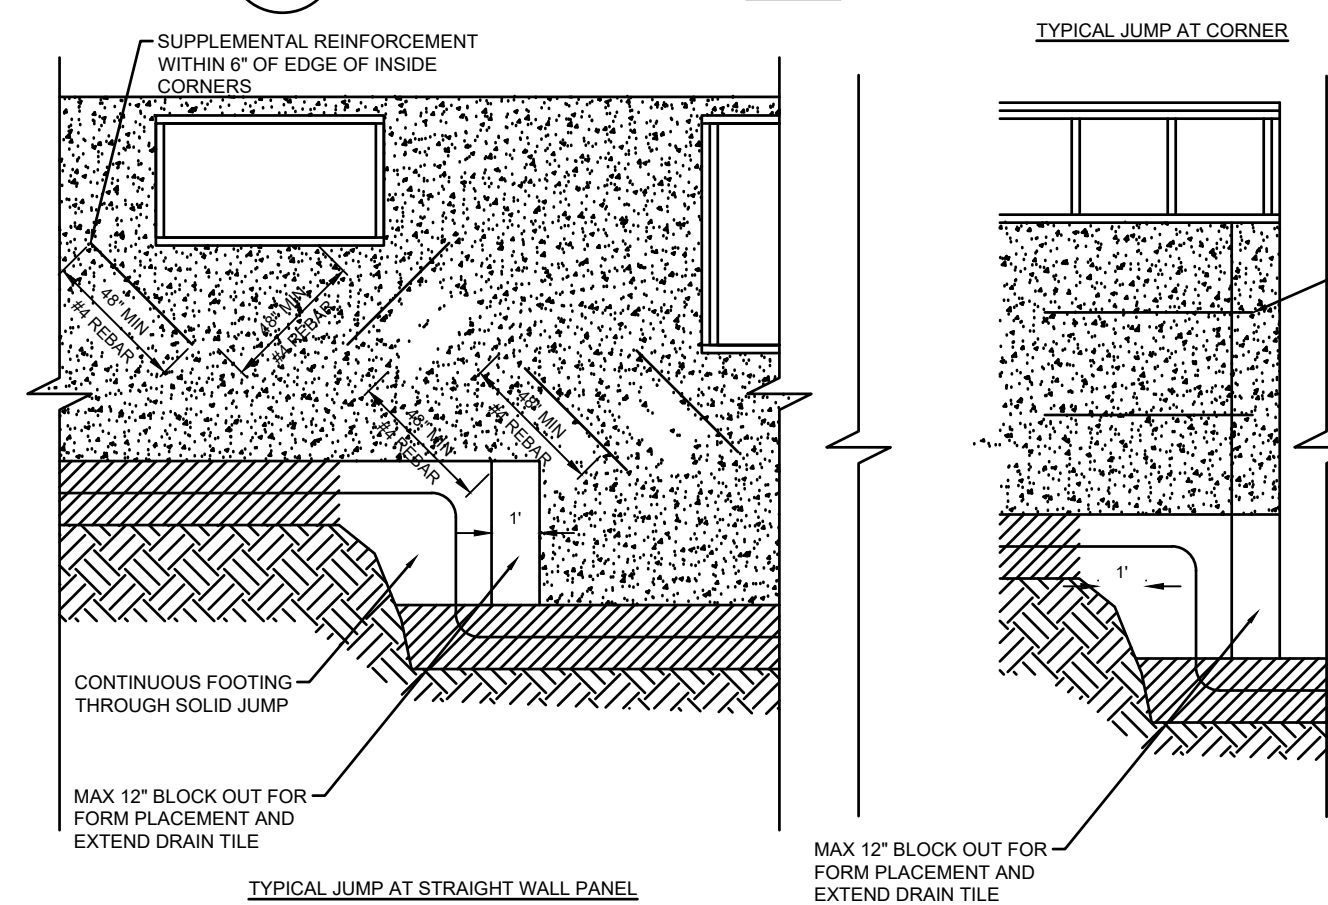 TYPICAL JUMP AT CORNER
SUPPLEMENTAL REINFORCEMENT
WITHIN 6" OF EDGE OF INSIDE
CORNERS
48" MIN
#4 REBAR
48" MIN
#4 REBAR
48" MIN
#4 REBAR
48" MIN
#4 REBAR
1'
1'
CONTINUOUS FOOTING
THROUGH SOLID JUMP
MAX 12" BLOCK OUT FOR
FORM PLACEMENT AND
EXTEND DRAIN TILE
MAX 12" BLOCK OUT FOR
FORM PLACEMENT AND
EXTEND DRAIN TILE
TYPICAL JUMP AT STRAIGHT WALL PANEL